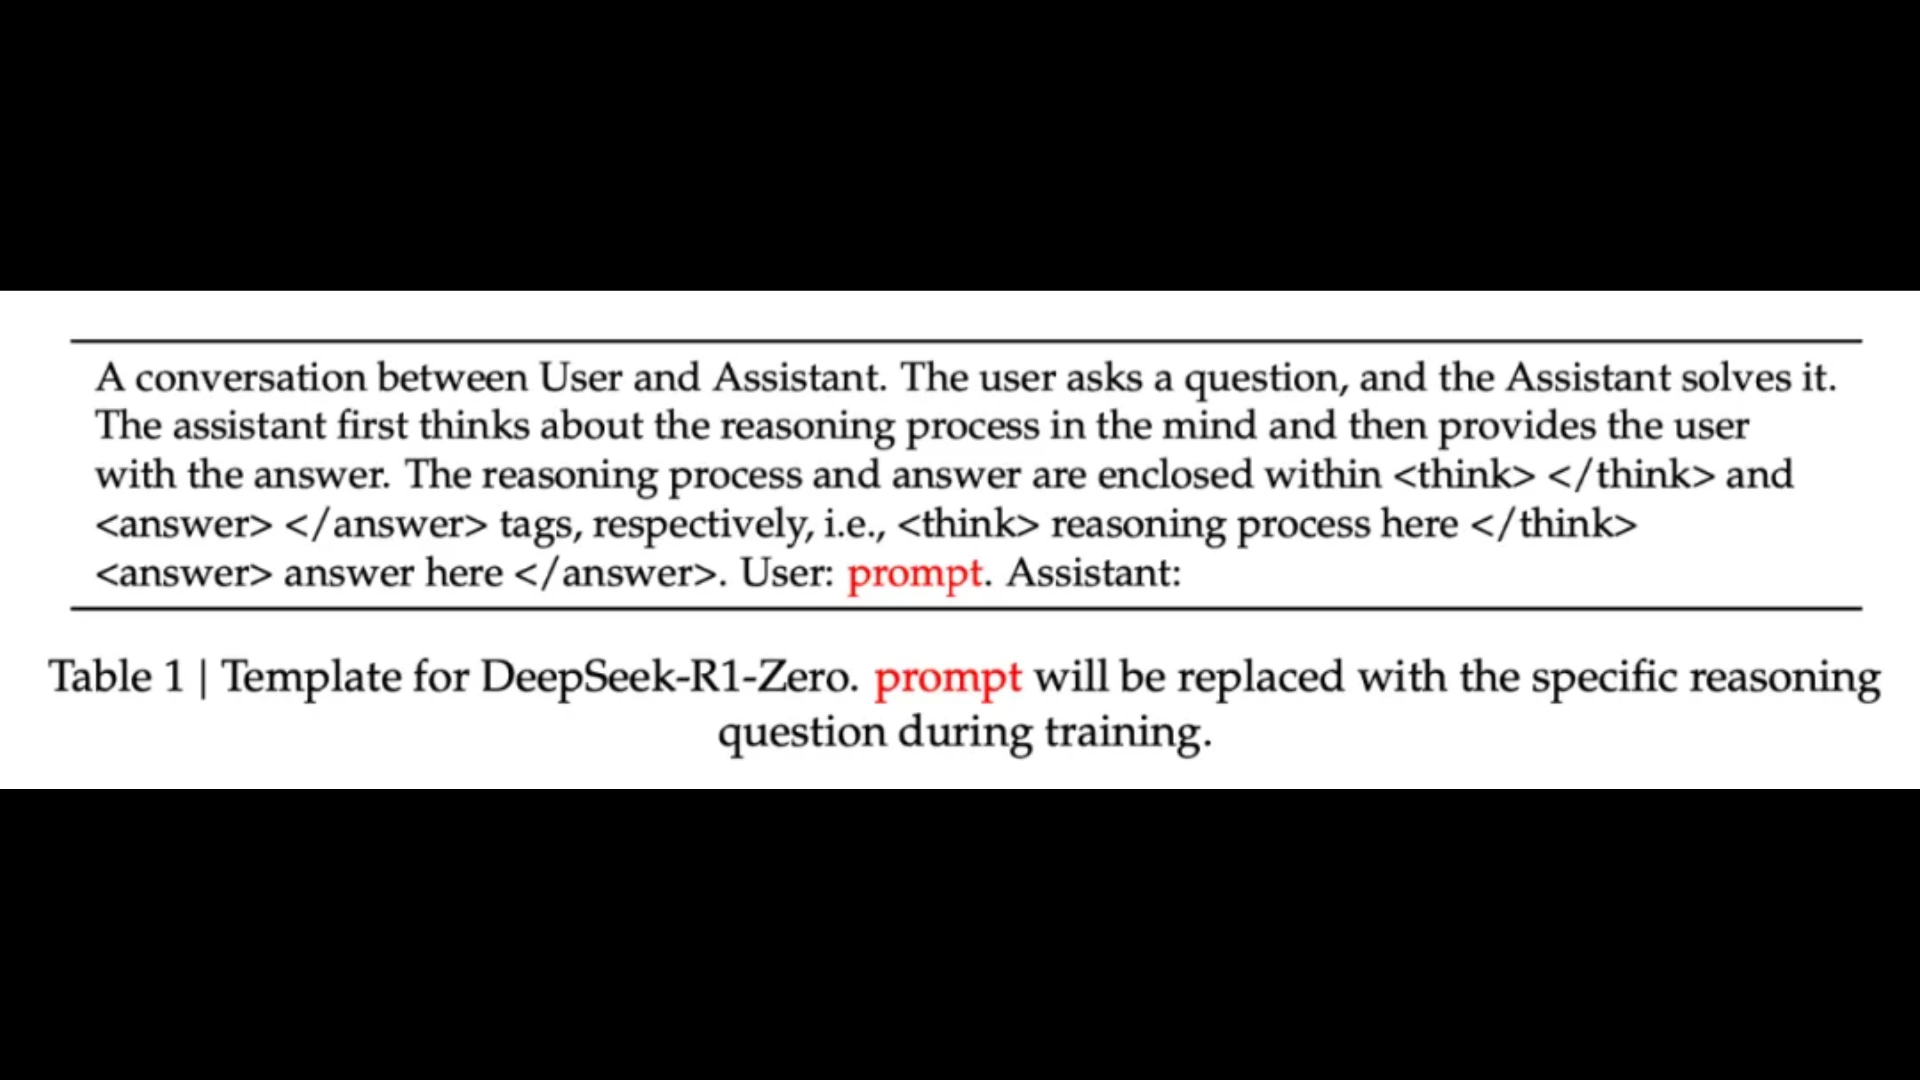 A conversation between User and Assistant. The user asks a question, and the Assistant solves it.
The assistant first thinks about the reasoning process in the mind and then provides the user
with the answer. The reasoning process and answer are enclosed within <think> </think> and
<answer> </answer> tags, respectively, i.e., <think> reasoning process here </think>
<answer> answer here </answer>. User: prompt. Assistant:
Table 1 | Template for DeepSeek-R1-Zero. prompt will be replaced with the specific reasoning
question during training.